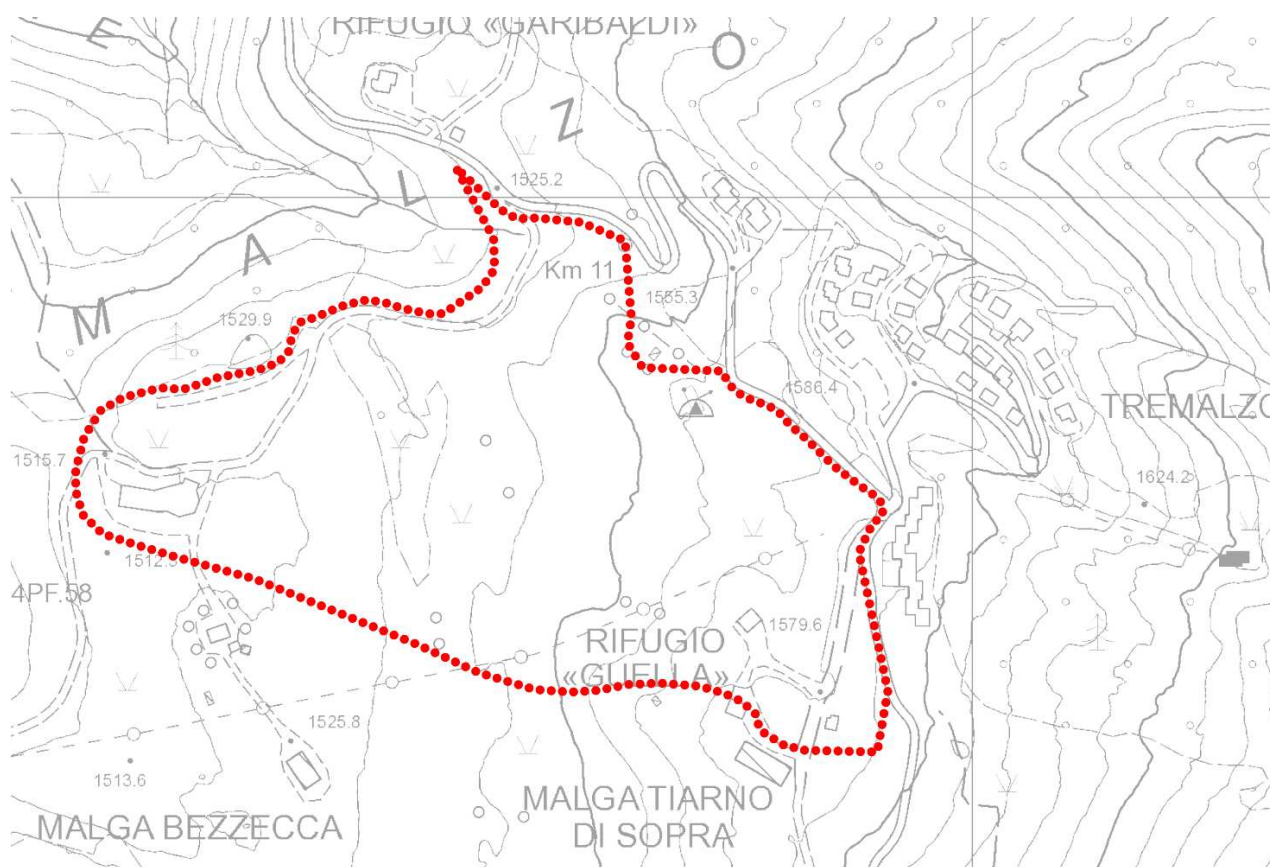 RIFUGIO «GARIBALDI»
E
O
Z
1525.2
L
A
Km 11
M
1529.9
1555.3
1586.4
TREMALZO
1515.7
1624.2
1512.3
4PF.58
1579.6
RIFUGIO
«GUELLA»
1525.8
1513.6
MALGA TIARNO
DI SOPRA
MALGA BEZZECCA